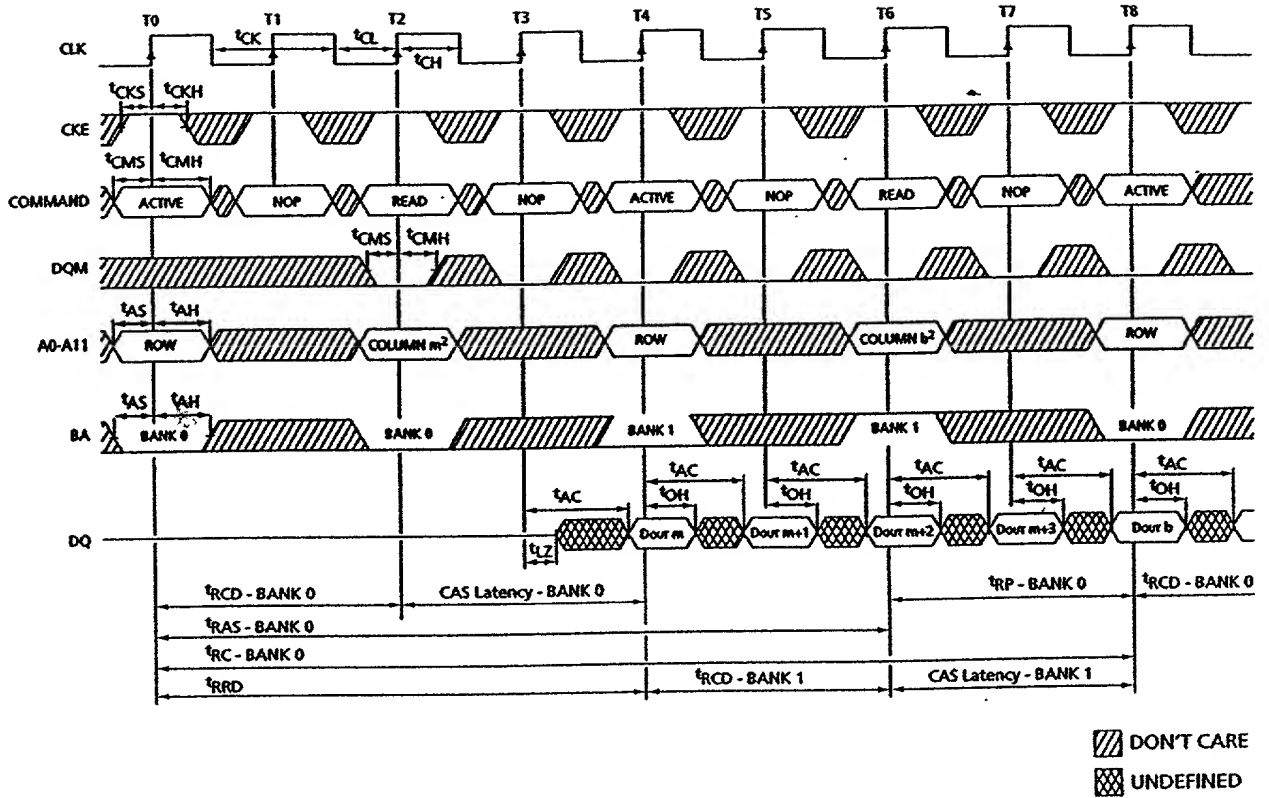 T0 T1 T2 T3 T4 T5 T6 T7 T8
CLK tCK tCL tCH
tCKS tCKH
CKE
tCMS tCMH
COMMAND ACTIVE NOP READ NOP ACTIVE NOP READ NOP ACTIVE
tCMS tCMH
DQM
tAS tAH
A0-A11 ROW COLUMN m2 ROW COLUMN b2 ROW
tAS tAH
BA BANK 0 BANK 0 BANK 1 BANK 1 BANK 0
tAC tAC tAC tAC tAC tAC
tOH tOH tOH tOH tOH
DQ DOUT m DOUT m+1 DOUT m+2 DOUT m+3 DOUT b
tLZ
tRCD - BANK 0 CAS Latency - BANK 0 tRP - BANK 0 tRCD - BANK 0
tRAS - BANK 0
tRC - BANK 0
tRRD tRCD - BANK 1 CAS Latency - BANK 1
DON'T CARE
UNDEFINED